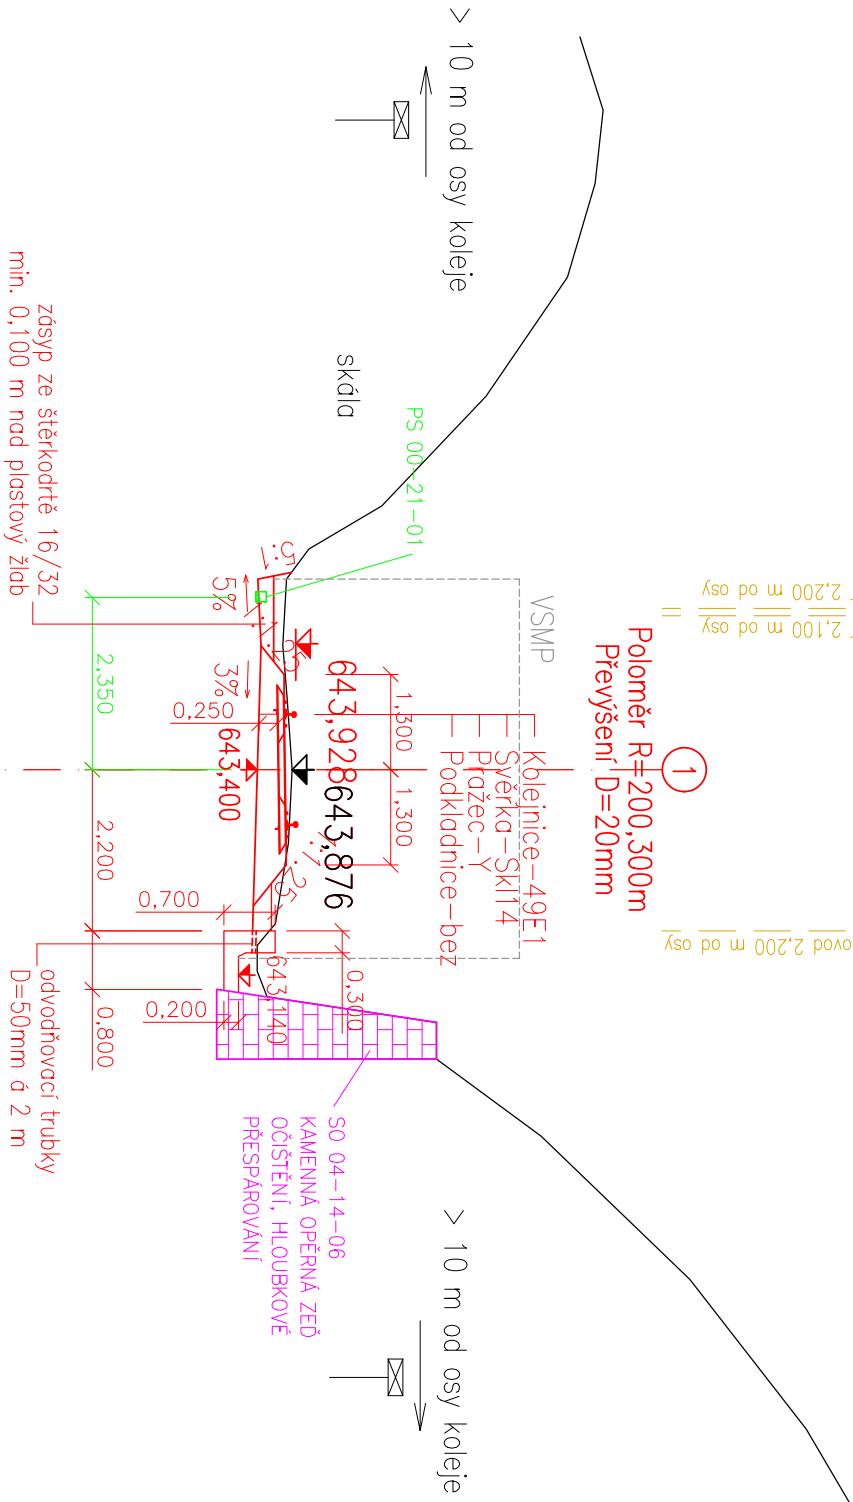 > 10 m od osy koleje
skála
PS 00-21-01
zásyp ze štěrkodrtě 16/32
min. 0,100 m nad plastový žlab
2,200 m od osy
2,100 m od osy
ovod 2,200 m od osy
Poloměr R=200,300m
Převýšení D=20mm
1
VSMP
Kolejnice-49E1
Svěrka-Skl14
Pražec-Y
Podkladnice-bez
1,300
1,300
643,928
643,876
643,400
643,140
5%
3%
0,250
0,700
0,200
0,300
2,350
2,200
0,800
odvodňovací trubky
D=50mm á 2 m
SO 04-14-06
KAMENNÁ OPĚRNÁ ZEĎ
OČIŠTĚNÍ, HLOUBKOVÉ
PŘESPÁROVÁNÍ
> 10 m od osy koleje